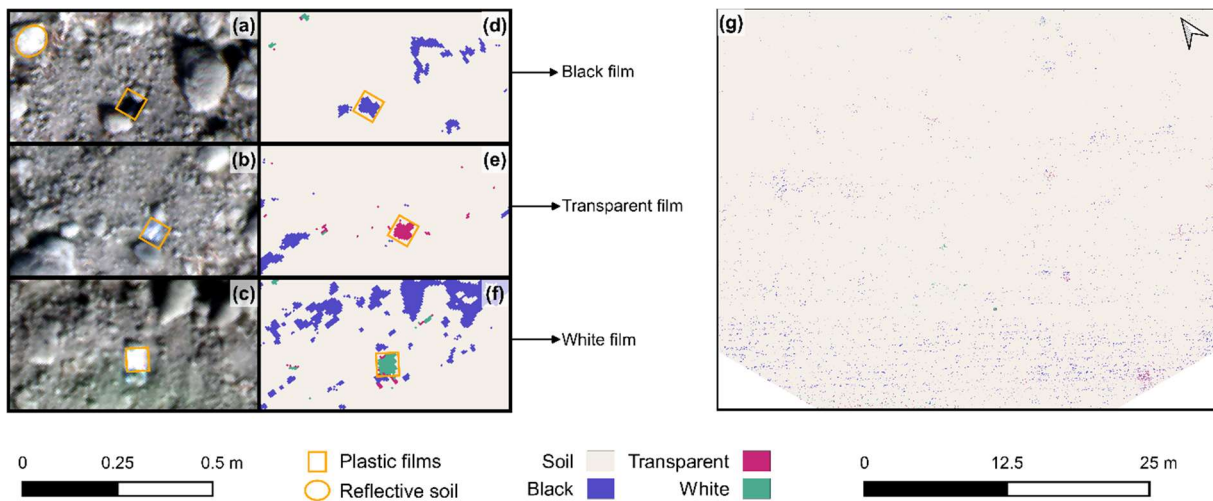 (a)
(d)
Black film
(b)
(e)
Transparent film
(c)
(f)
White film
(g)
0 0.25 0.5 m
Plastic films
Reflective soil
Soil
Black
Transparent
White
0 12.5 25 m